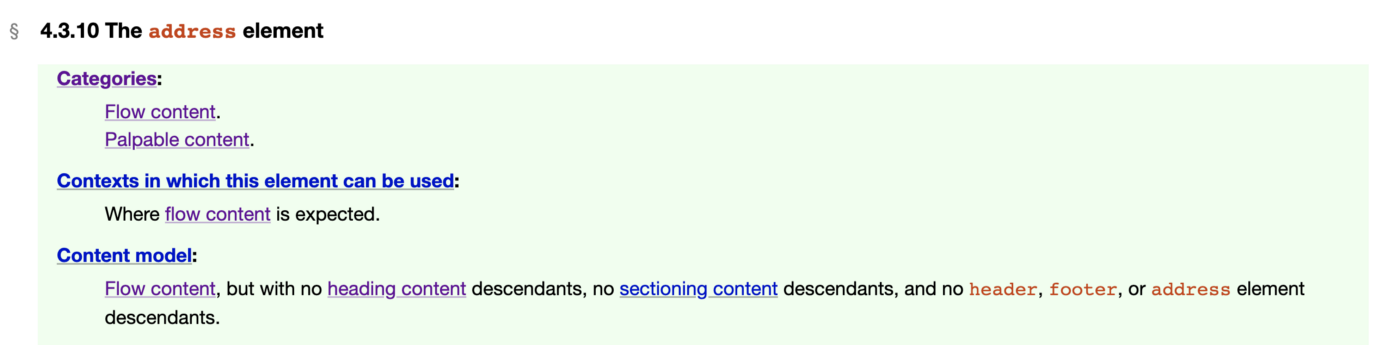 § 4.3.10 The address element
Categories:
Flow content.
Palpable content.
Contexts in which this element can be used:
Where flow content is expected.
Content model:
Flow content, but with no heading content descendants, no sectioning content descendants, and no header, footer, or address element
descendants.